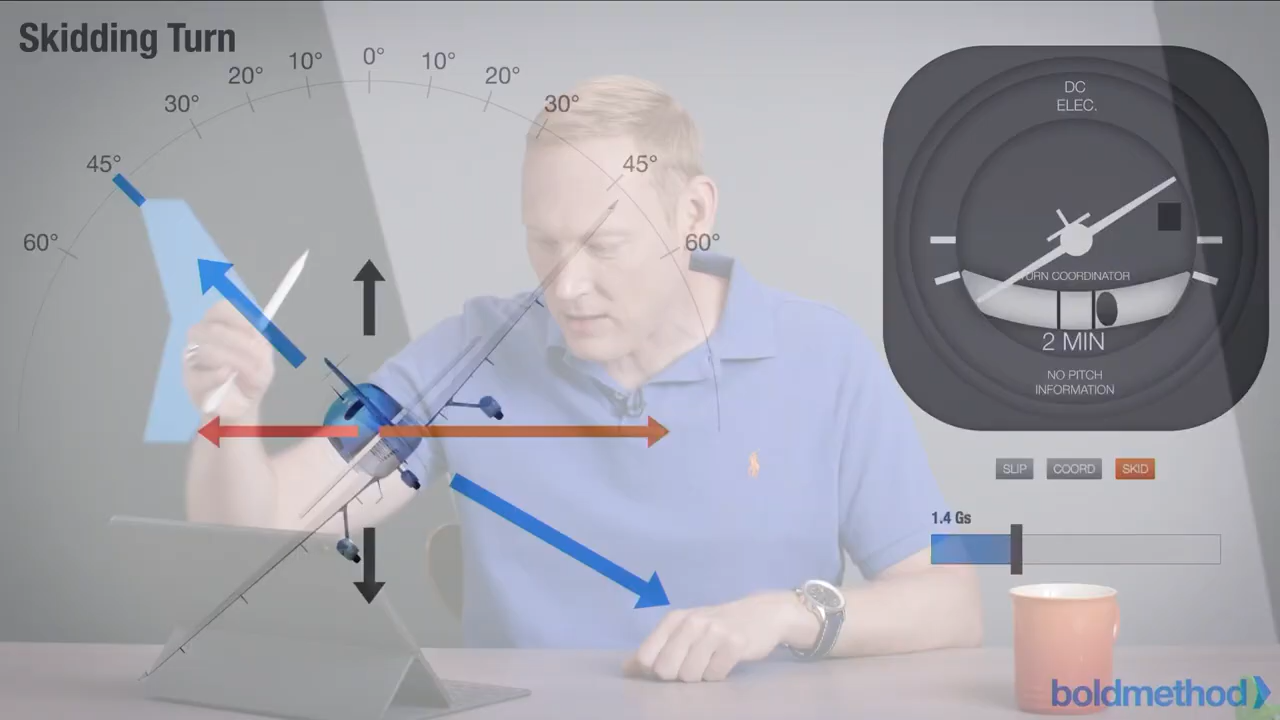 Skidding Turn
60°
45°
30°
20°
10°
0°
10°
20°
30°
45°
60°
DC
ELEC.
TURN COORDINATOR
2 MIN
NO PITCH
INFORMATION
SLIP
COORD
SKID
1.4 Gs
boldmethod